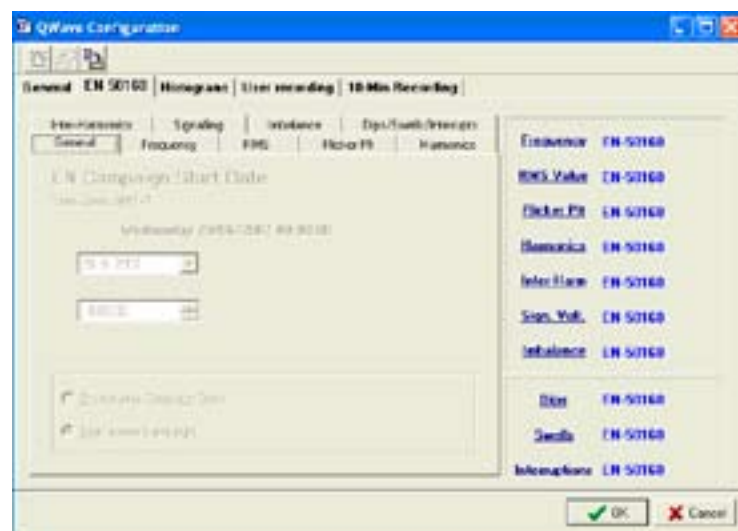 QWave Configuration
General EN 50160 Histograms User recording 10-Min Recording
Inter-Harmonics Signaling Imbalance Dips/Swells/Interrupts
General Frequency RMS Flicker Plt Harmonics
EN Campaign Start Date
Frequency EN-50160
RMS Value EN-50160
Flicker Plt EN-50160
Harmonics EN-50160
Inter Harm EN-50160
Sign. Volt. EN-50160
Imbalance EN-50160
Dips EN-50160
Swells EN-50160
Interruptions EN-50160
OK Cancel